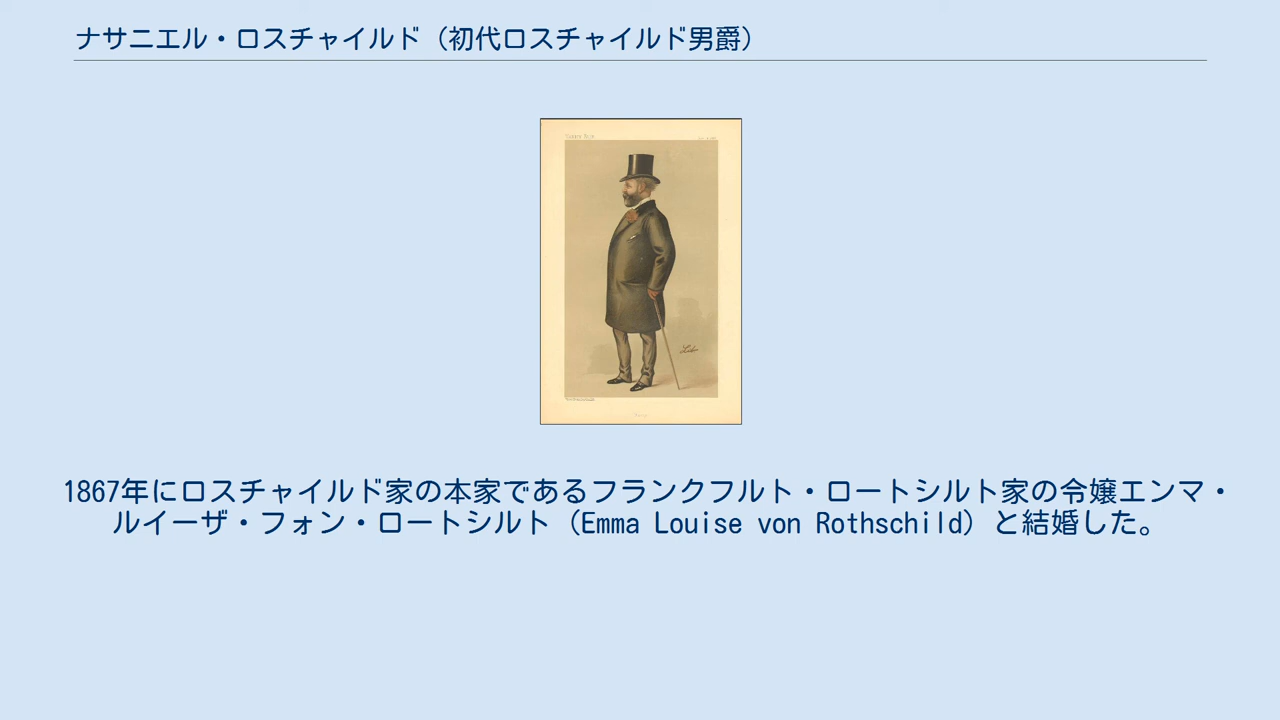 ナサニエル・ロスチャイルド（初代ロスチャイルド男爵）
1867年にロスチャイルド家の本家であるフランクフルト・ロートシルト家の令嬢エンマ・
ルイーザ・フォン・ロートシルト（Emma Louise von Rothschild）と結婚した。